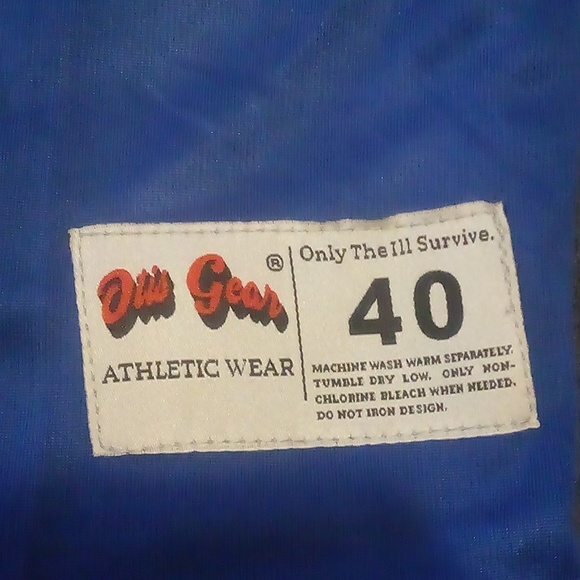 Otis Gear ®
ATHLETIC WEAR
Only The Ill Survive.
40
MACHINE WASH WARM SEPARATELY.
TUMBLE DRY LOW. ONLY NON-
CHLORINE BLEACH WHEN NEEDED.
DO NOT IRON DESIGN.